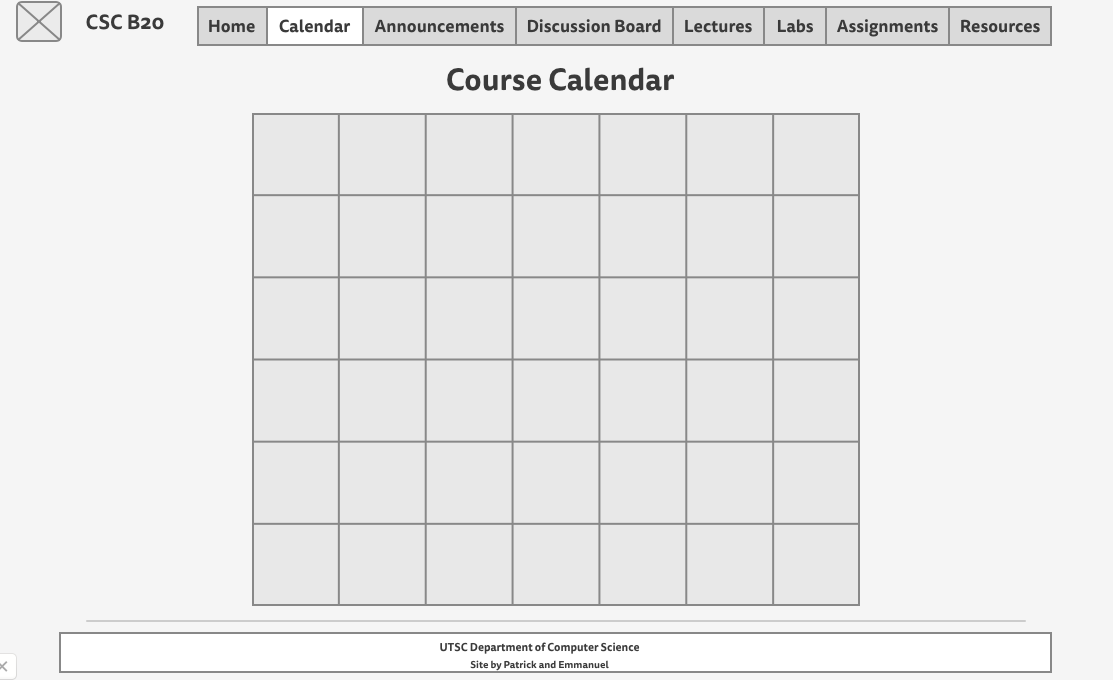 CSC B20
Home Calendar Announcements Discussion Board Lectures Labs Assignments Resources
Course Calendar
UTSC Department of Computer Science
Site by Patrick and Emmanuel